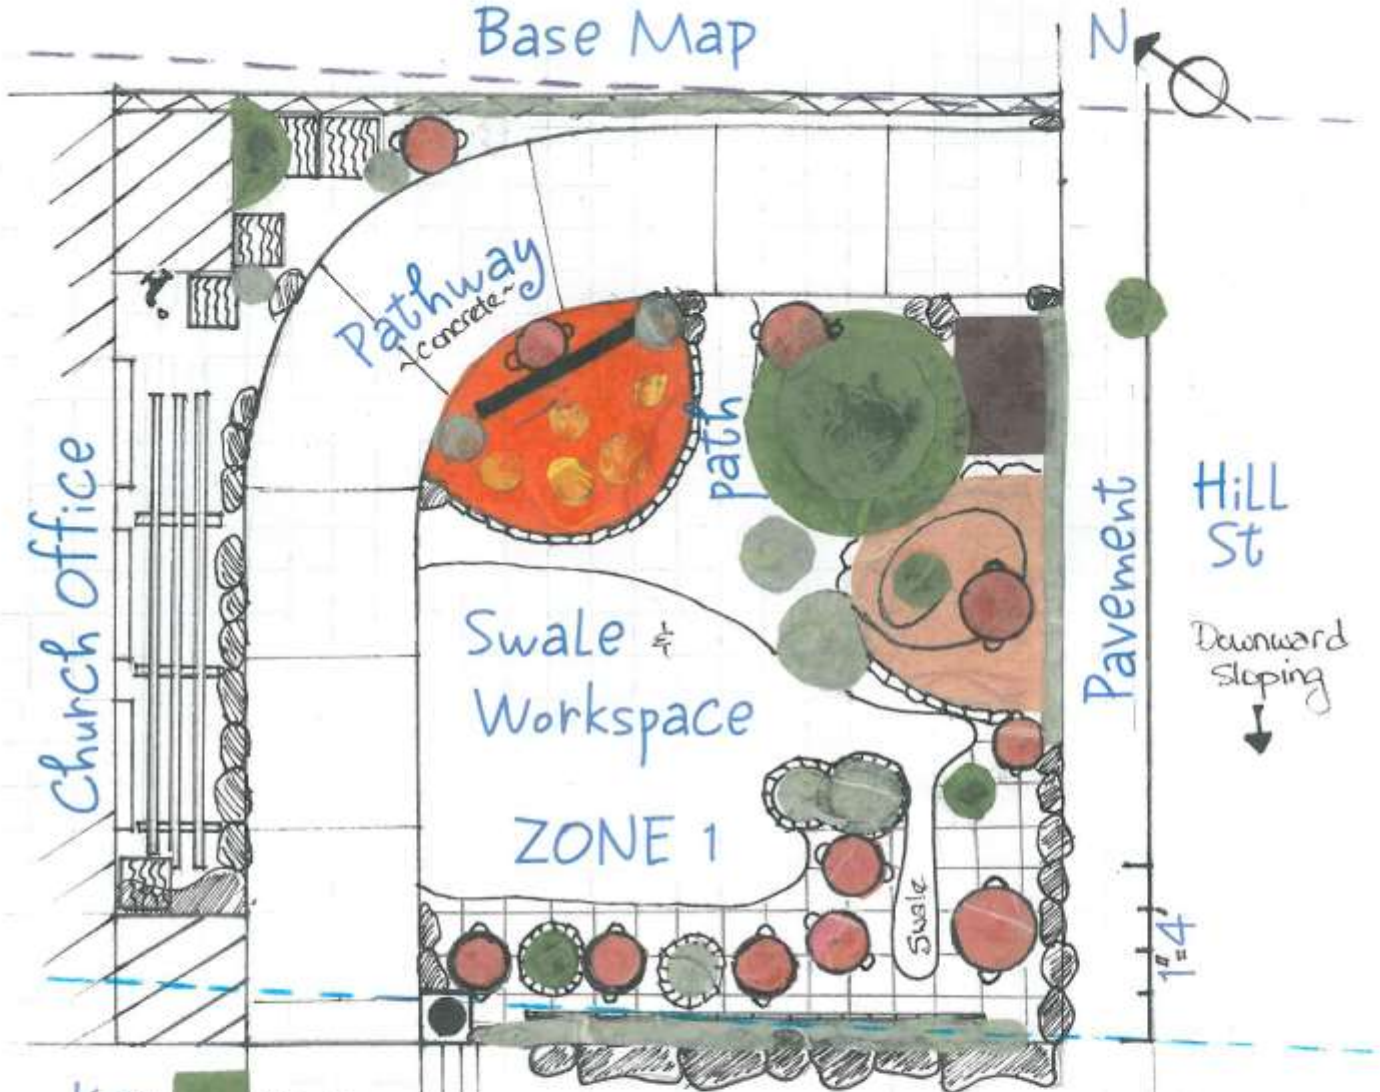 Base Map
N
Pathway
~concrete~
path
Church Office
Pavement
HiLL
St
Downward
Sloping
Swale &
Workspace
ZONE 1
Swale
1"=4'